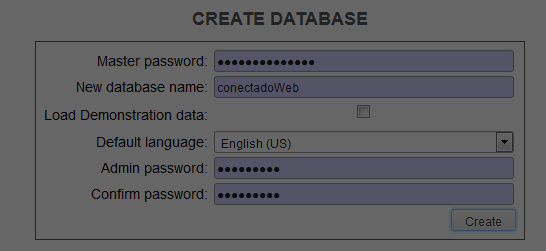 CREATE DATABASE
Master password: ●●●●●●●●●●●●●●
New database name: conectadoWeb
Load Demonstration data:
Default language: English (US)
Admin password: ●●●●●●●●●
Confirm password: ●●●●●●●●●
Create